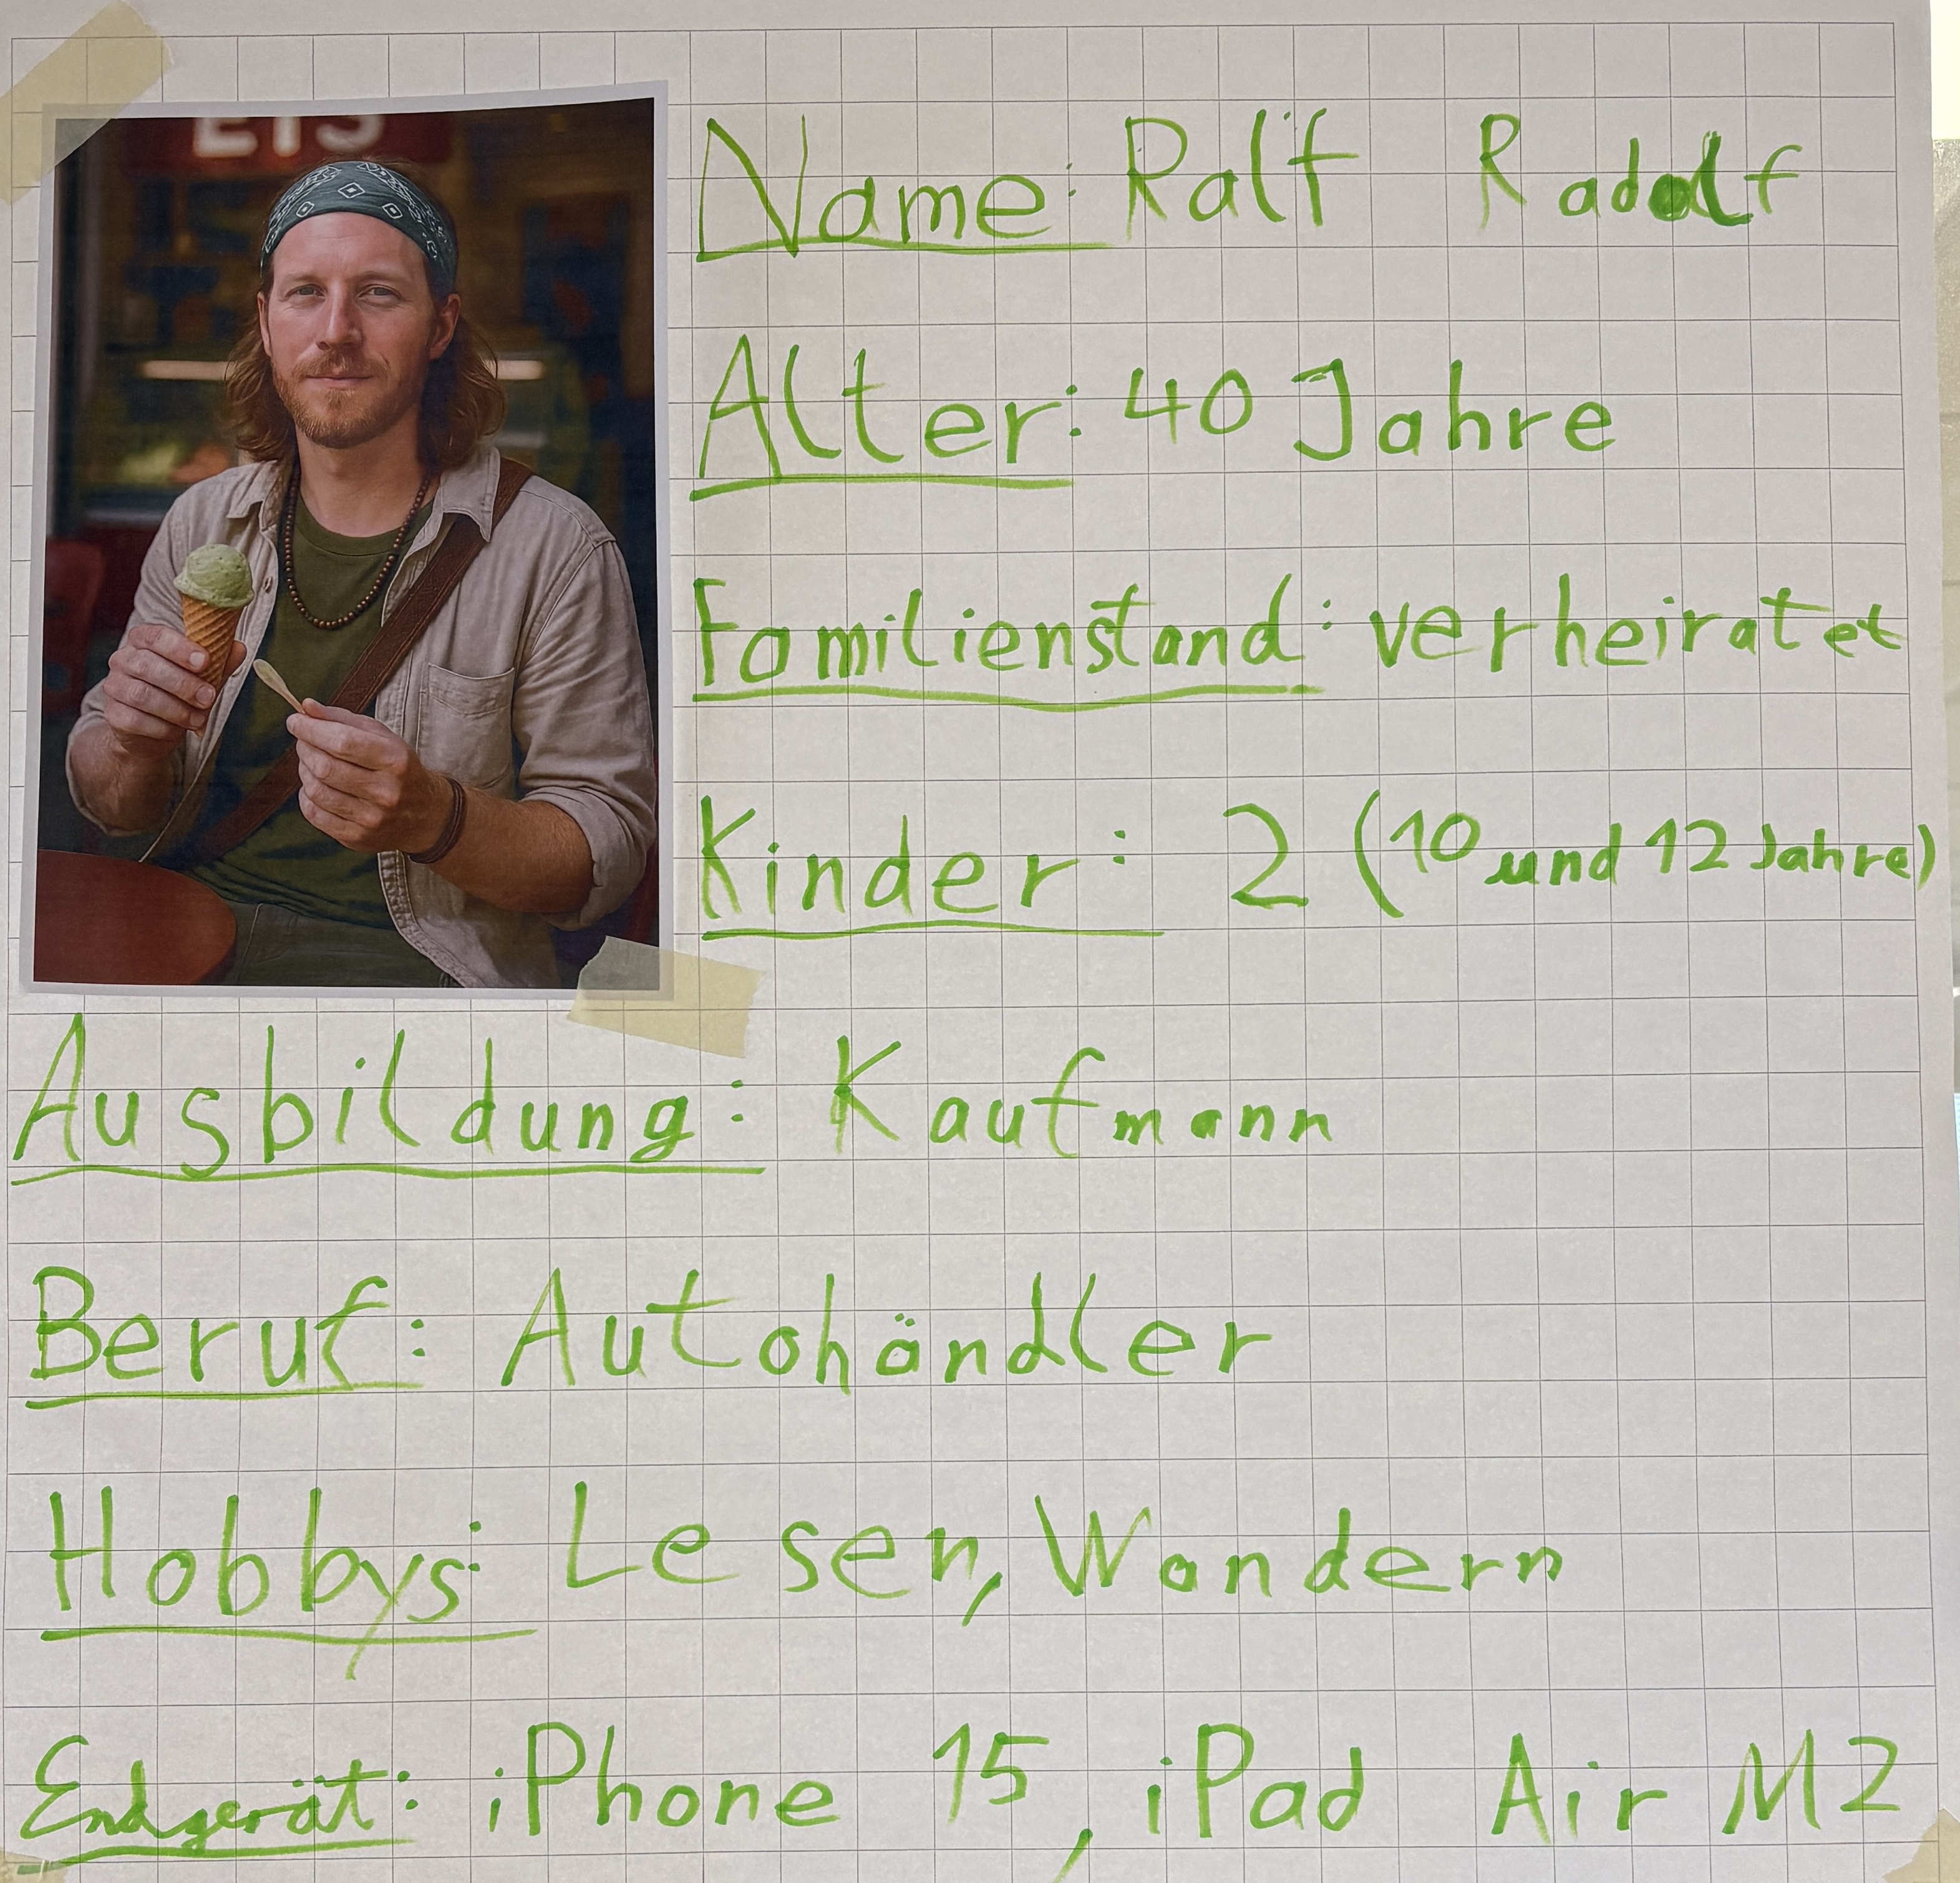 EIS
Name: Ralf Radolf
Alter: 40 Jahre
Familienstand: verheiratet
Kinder: 2 (10 und 12 Jahre)
Ausbildung: Kaufmann
Beruf: Autohändler
Hobbys: Lesen, Wandern
Endgerät: iPhone 15, iPad Air M2